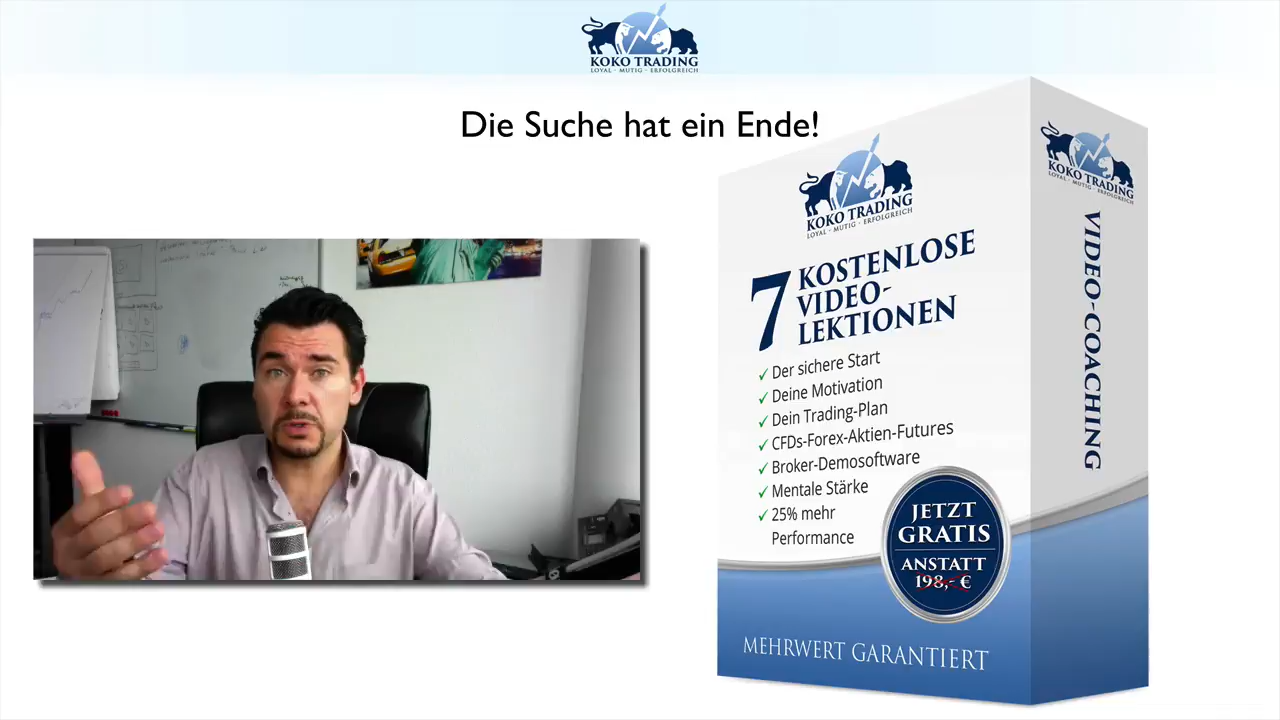 KOKO TRADING
LOYAL - MUTIG - ERFOLGREICH
Die Suche hat ein Ende!
KOKO TRADING
LOYAL - MUTIG - ERFOLGREICH
7 KOSTENLOSE
VIDEO-
LEKTIONEN
✓ Der sichere Start
✓ Deine Motivation
✓ Dein Trading-Plan
✓ CFDs-Forex-Aktien-Futures
✓ Broker-Demosoftware
✓ Mentale Stärke
✓ 25% mehr
Performance
JETZT
GRATIS
ANSTATT
198,- €
MEHRWERT GARANTIERT
KOKO TRADING
LOYAL - MUTIG - ERFOLGREICH
VIDEO-COACHING